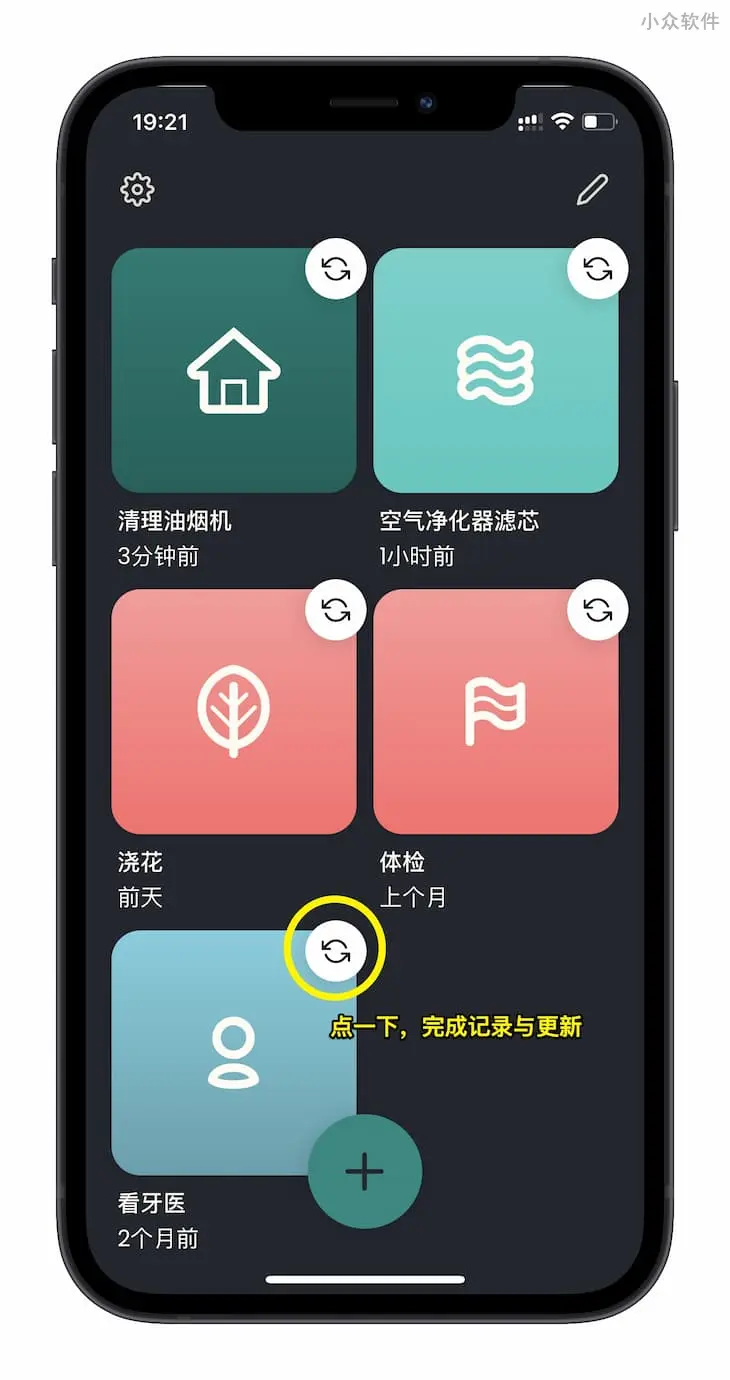 小众软件
19:21
清理油烟机
3分钟前
空气净化器滤芯
1小时前
浇花
前天
体检
上个月
点一下，完成记录与更新
看牙医
2个月前